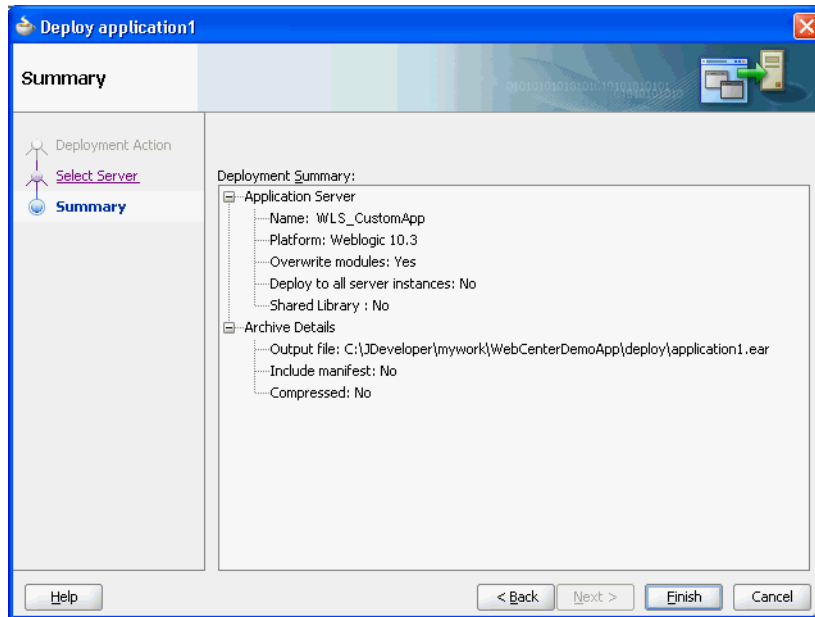 Deploy application1
Summary
Deployment Action
Select Server
Summary
Deployment Summary:
Application Server
Name: WLS_CustomApp
Platform: Weblogic 10.3
Overwrite modules: Yes
Deploy to all server instances: No
Shared Library : No
Archive Details
Output file: C:\JDeveloper\mywork\WebCenterDemoApp\deploy\application1.ear
Include manifest: No
Compressed: No
Help
< Back
Next >
Finish
Cancel